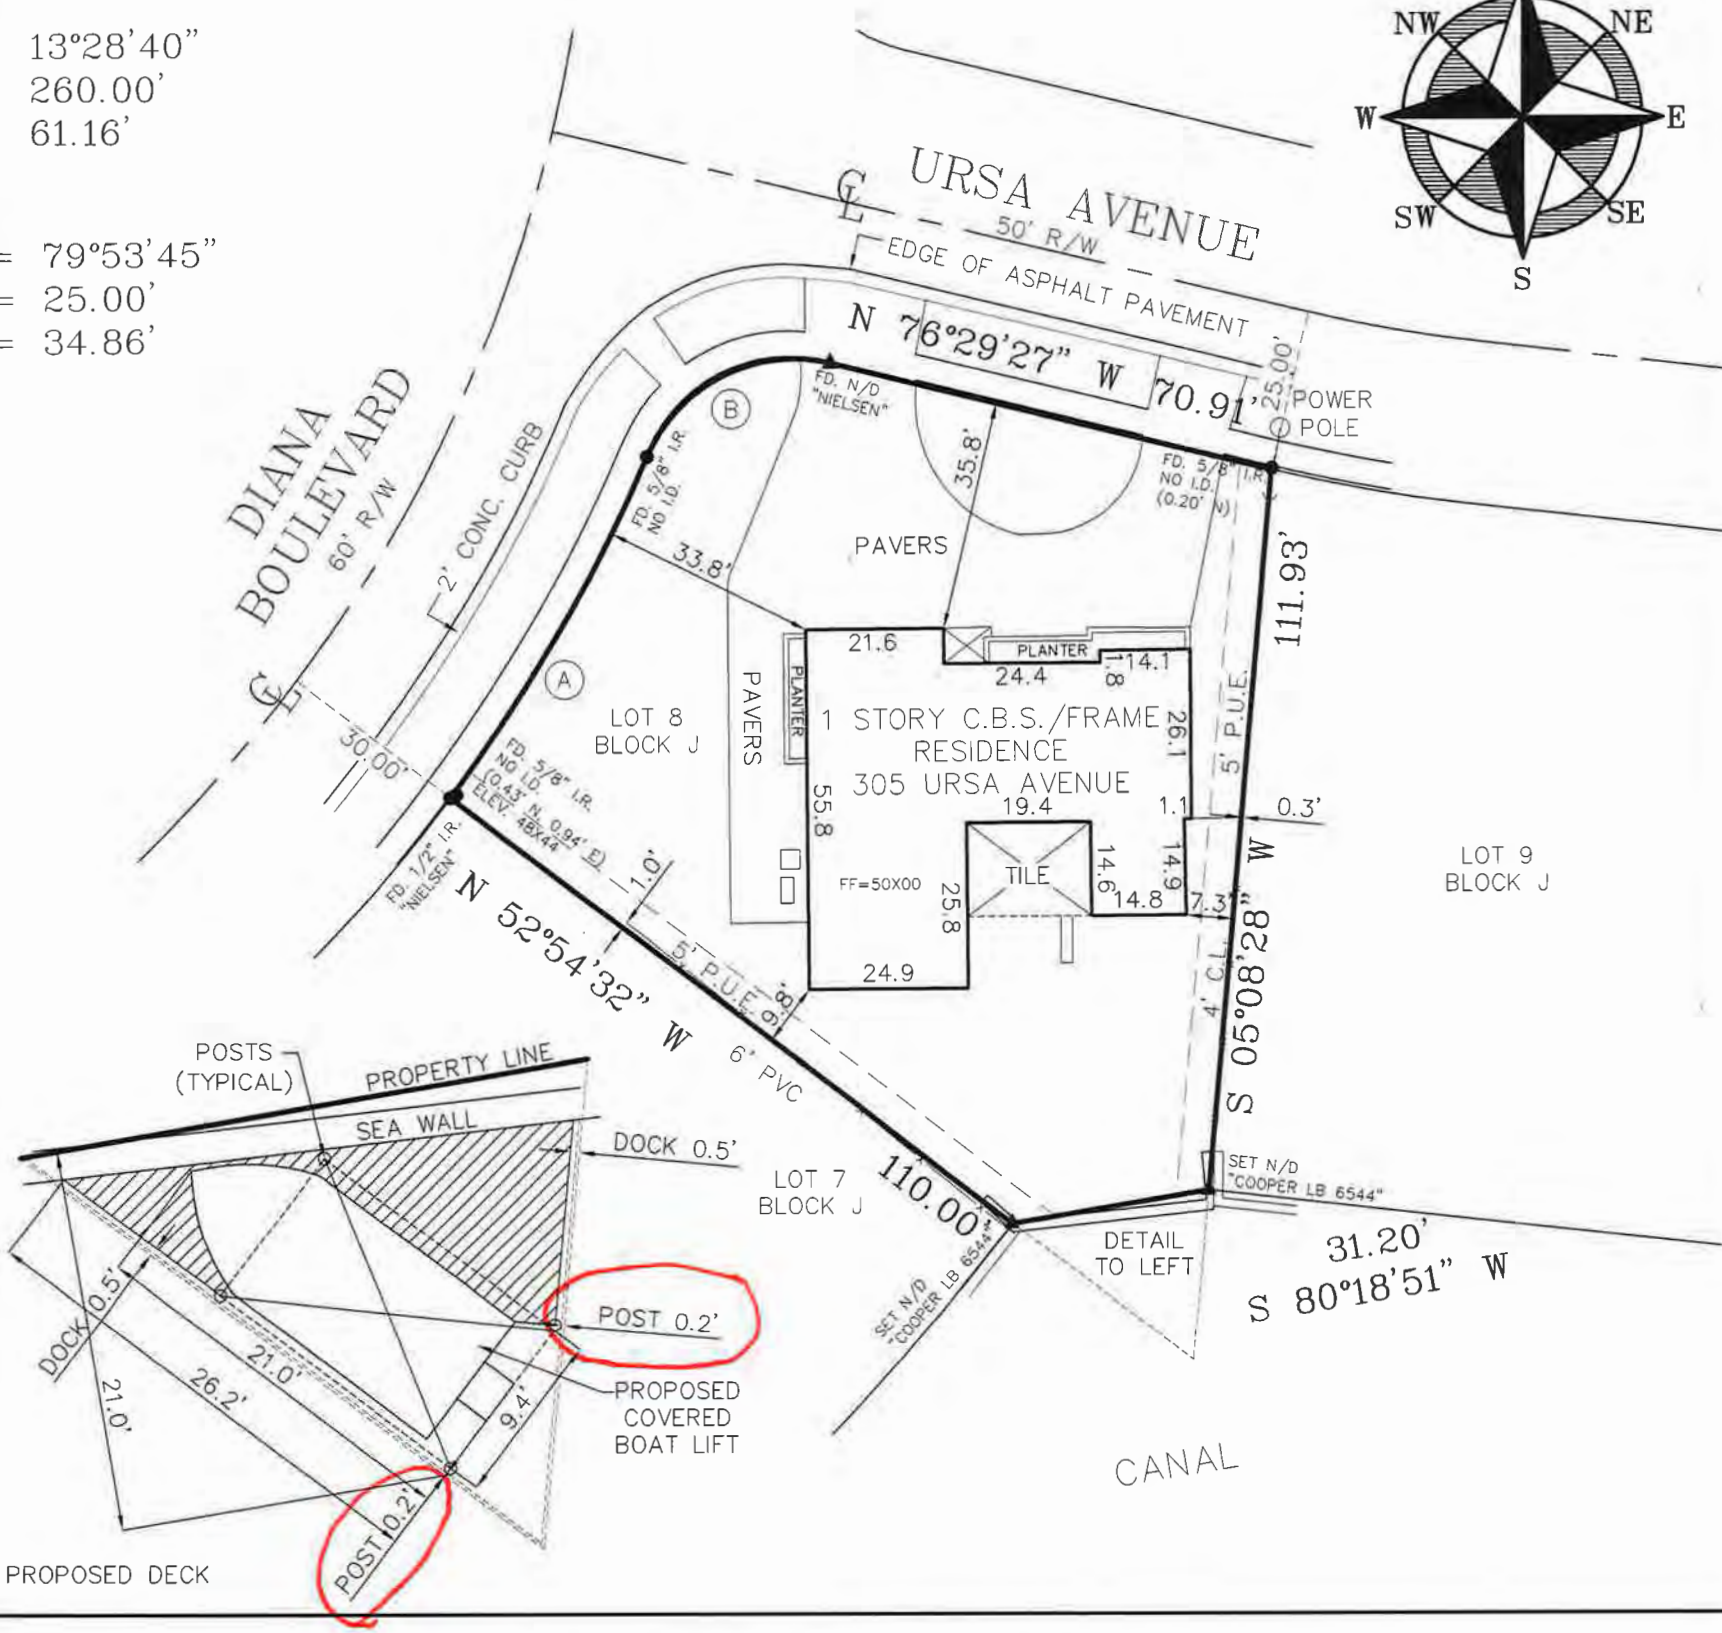 13°28'40"
260.00'
61.16'
= 79°53'45"
= 25.00'
= 34.86'
NW
NE
W
E
SW
SE
S
URSA AVENUE
50' R/W
EDGE OF ASPHALT PAVEMENT
N 76°29'27" W 70.91'
25.00'
POWER
POLE
DIANA
BOULEVARD
60' R/W
2' CONC. CURB
FD. N/D
"NIELSEN"
B
FD. 5/8" I.R.
NO I.D.
FD. 5/8" I.R.
NO I.D.
(0.20' N)
35.8'
33.8'
PAVERS
111.93'
A
30.00'
LOT 8
BLOCK J
PAVERS
PLANTER
21.6
PLANTER
24.4
1.8
14.1
1 STORY C.B.S./FRAME
RESIDENCE
305 URSA AVENUE
26.1
5' P.U.E.
55.8
19.4
1.1
0.3'
FD. 5/8" I.R.
NO I.D.
(0.43' N, 0.94' E)
ELEV. 48X44
FD. 1/2" I.R.
"NIELSEN"
1.0'
FF=50X00
25.8
TILE
14.6
14.9
14.8
7.3'
LOT 9
BLOCK J
24.9
N 52°54'32" W
5' P.U.E.
9.8'
6' PVC
4' C.L.
S 05°08'28" W
POSTS
(TYPICAL)
PROPERTY LINE
SEA WALL
DOCK 0.5'
LOT 7
BLOCK J
110.00'
SET N/D
"COOPER LB 6544"
SET N/D
"COOPER LB 6544"
DETAIL
TO LEFT
31.20'
S 80°18'51" W
DOCK 0.5'
21.0'
26.2'
21.0'
POST 0.2'
9.4'
PROPOSED
COVERED
BOAT LIFT
CANAL
POST 0.2'
PROPOSED DECK